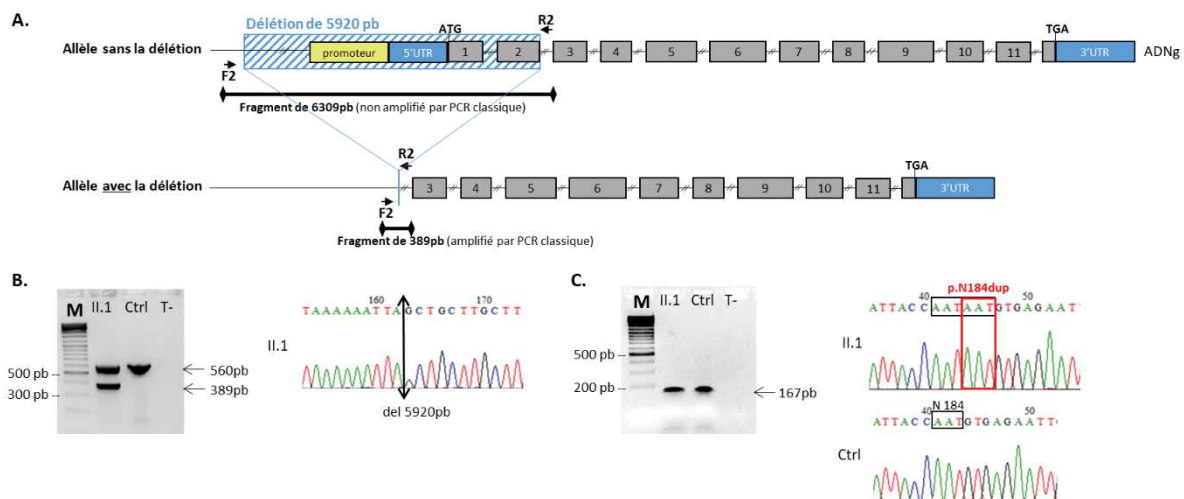 A.
Délétion de 5920 pb
ATG
R2
TGA
Allèle sans la délétion
promoteur 5'UTR 1 2 3 4 5 6 7 8 9 10 11 3'UTR
ADNg
F2
Fragment de 6309pb (non amplifié par PCR classique)
R2
TGA
Allèle avec la délétion
3 4 5 6 7 8 9 10 11 3'UTR
F2
Fragment de 389pb (amplifié par PCR classique)
B.
M II.1 Ctrl T-
500 pb
300 pb
560pb
389pb
II.1
160 170
TAAAAAATTAGCTGCTTGCTT
del 5920pb
C.
M II.1 Ctrl T-
500 pb
200 pb
167pb
p.N184dup
40 50
ATTACCAATAATGTGAGAAT
II.1
N 184
40 50
ATTACCAATGTGAGAATT
Ctrl